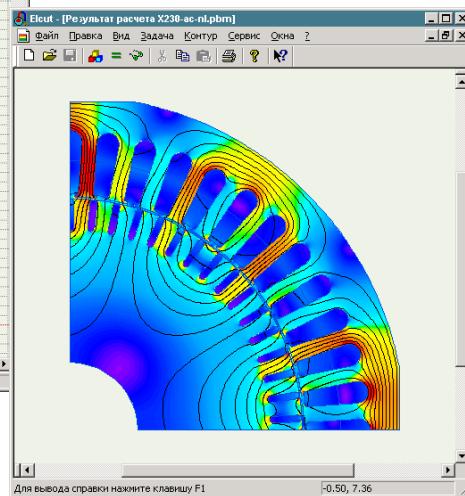 Elcut - [Результат расчета X230-ac-nl.pbm]
Файл Правка Вид Задача Контур Сервис Окна ?
Для вывода справки нажмите клавишу F1
-0.50, 7.36